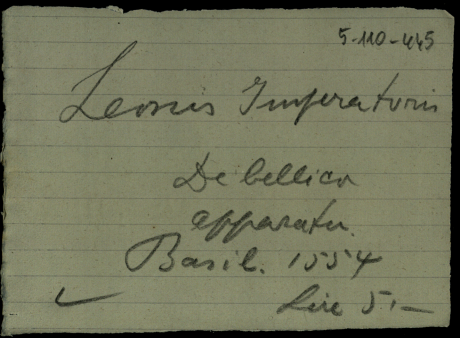 5-110-445
Leonis Imperatoris
De bellico
apparatu.
Basil. 1554
Lire 5.—